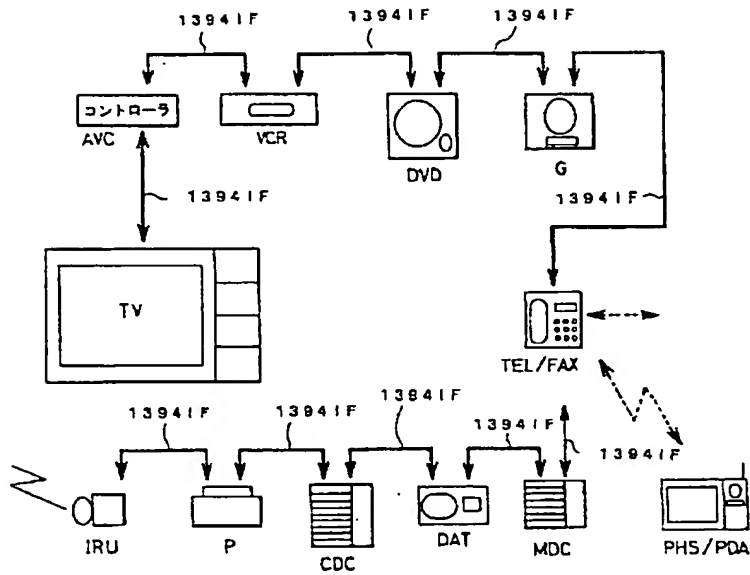 1394IF 1394IF 1394IF
コントローラ
AVC VCR DVD G
1394IF 1394IF
TV
TEL/FAX
1394IF 1394IF 1394IF 1394IF 1394IF
IRU P CDC DAT MDC PHS/PDA